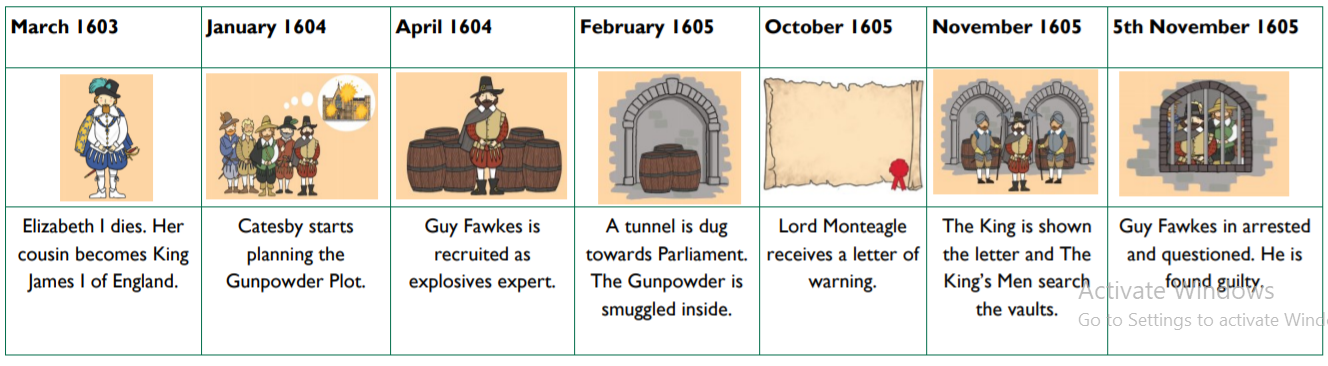 March 1603
January 1604
April 1604
February 1605
October 1605
November 1605
5th November 1605
Elizabeth I dies. Her
cousin becomes King
James I of England.
Catesby starts
planning the
Gunpowder Plot.
Guy Fawkes is
recruited as
explosives expert.
A tunnel is dug
towards Parliament.
The Gunpowder is
smuggled inside.
Lord Monteagle
receives a letter of
warning.
The King is shown
the letter and The
King's Men search
the vaults.
Guy Fawkes in arrested
and questioned. He is
found guilty.
Activate Windows
Go to Settings to activate Wind